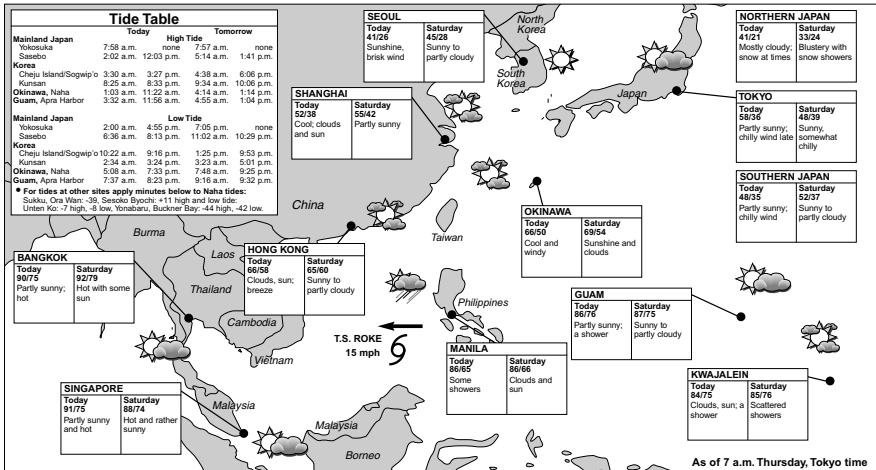 Tide Table
Today Tomorrow
Mainland Japan High Tide
Yokosuka 7:58 a.m. none 7:57 a.m. none
Sasebo 2:02 a.m. 12:03 p.m. 5:14 a.m. 1:41 p.m.
Korea
Cheju Island/Sogwip'o 3:30 a.m. 3:27 p.m. 4:38 a.m. 6:06 p.m.
Kunsan 8:25 a.m. 8:33 p.m. 9:34 a.m. 10:06 p.m.
Okinawa, Naha 1:03 a.m. 11:22 a.m. 4:14 a.m. 1:14 p.m.
Guam, Apra Harbor 3:32 a.m. 11:56 a.m. 4:55 a.m. 1:04 p.m.
Mainland Japan Low Tide
Yokosuka 2:00 a.m. 4:55 p.m. 7:05 p.m. none
Sasebo 6:36 a.m. 8:13 p.m. 11:02 a.m. 10:29 p.m.
Korea
Cheju Island/Sogwip'o 10:22 a.m. 9:16 p.m. 1:25 p.m. 9:53 p.m.
Kunsan 2:34 a.m. 3:24 p.m. 3:23 a.m. 5:01 p.m.
Okinawa, Naha 5:08 a.m. 7:33 p.m. 7:48 a.m. 9:25 p.m.
Guam, Apra Harbor 7:37 a.m. 8:23 p.m. 9:16 a.m. 9:32 p.m.
• For tides at other sites apply minutes below to Naha tides:
Sukku, Ora Wan: -39, Sesoko Byochi: +11 high and low tide:
Unten Ko: -7 high, -8 low, Yonabaru, Buckner Bay: -44 high, -42 low.
SEOUL
Today Saturday
41/26 45/28
Sunshine, Sunny to
brisk wind partly cloudy
North
Korea
South
Korea
NORTHERN JAPAN
Today Saturday
41/21 33/24
Mostly cloudy; Blustery with
snow at times snow showers
Japan
SHANGHAI
Today Saturday
52/38 55/42
Cool; clouds Partly sunny
and sun
TOKYO
Today Saturday
58/36 48/39
Partly sunny; Sunny,
chilly wind late somewhat
chilly
SOUTHERN JAPAN
Today Saturday
48/35 52/37
Partly sunny; Sunny to
chilly wind partly cloudy
China
OKINAWA
Today Saturday
66/50 69/54
Cool and Sunshine and
windy clouds
Taiwan
Burma
Laos
HONG KONG
Today Saturday
66/58 65/60
Clouds, sun; Sunny to
breeze partly cloudy
BANGKOK
Today Saturday
90/75 92/79
Partly sunny; Hot with some
hot sun
Thailand
Cambodia
Vietnam
T.S. ROKE
15 mph
Philippines
GUAM
Today Saturday
86/76 87/75
Partly sunny; Sunny to
a shower partly cloudy
MANILA
Today Saturday
86/65 86/66
Some Clouds and
showers sun
KWAJALEIN
Today Saturday
84/75 85/76
Clouds, sun; a Scattered
shower showers
SINGAPORE
Today Saturday
91/75 88/74
Partly sunny Hot and rather
and hot sunny
Malaysia
Malaysia
Borneo
As of 7 a.m. Thursday, Tokyo time